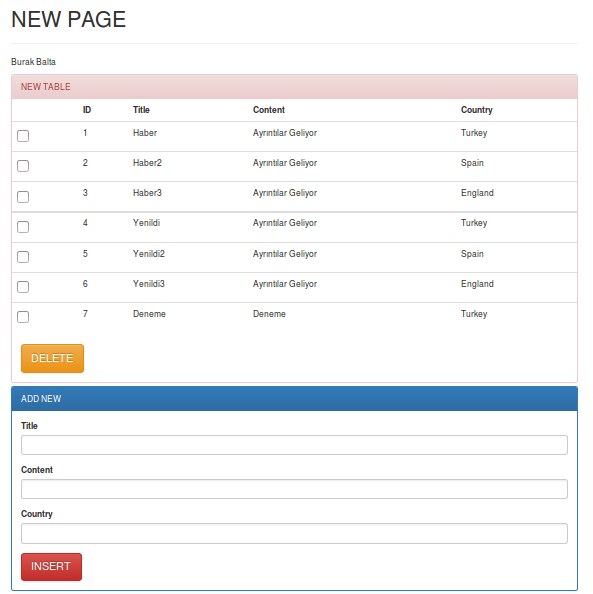 NEW PAGE
Burak Balta
NEW TABLE
ID Title Content Country
1 Haber Ayrıntılar Geliyor Turkey
2 Haber2 Ayrıntılar Geliyor Spain
3 Haber3 Ayrıntılar Geliyor England
4 Yenildi Ayrıntılar Geliyor Turkey
5 Yenildi2 Ayrıntılar Geliyor Spain
6 Yenildi3 Ayrıntılar Geliyor England
7 Deneme Deneme Turkey
DELETE
ADD NEW
Title
Content
Country
INSERT